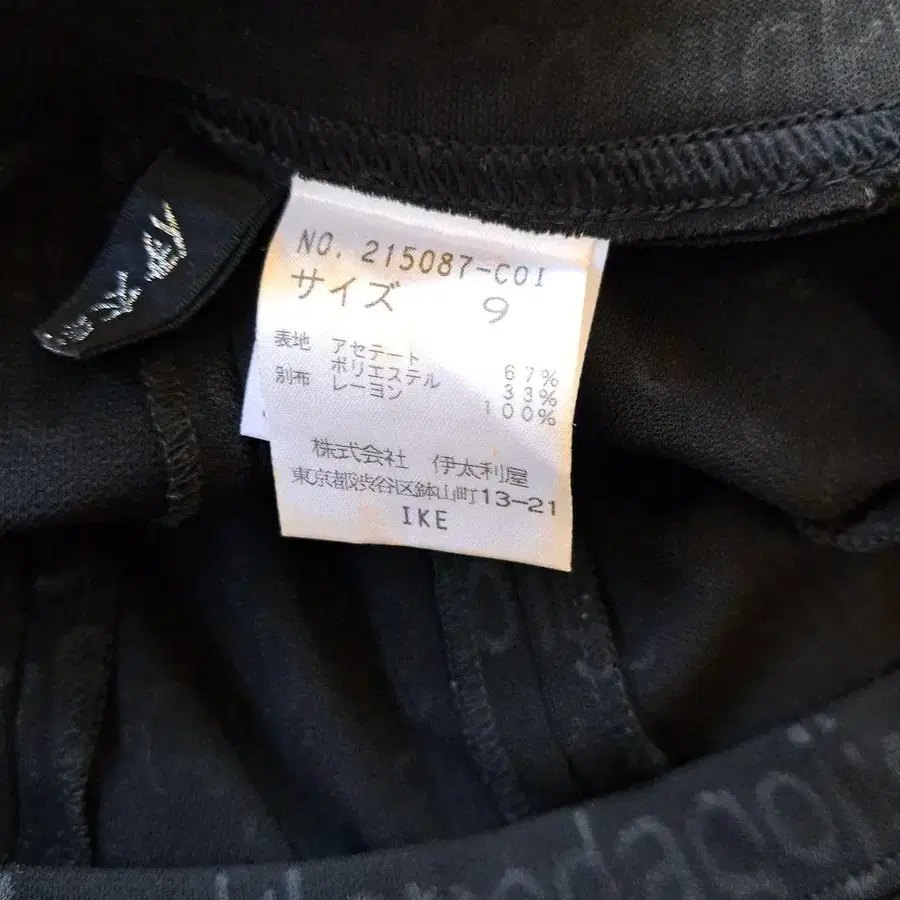 NO. 215087-C01
サイズ 9
表地 アセテート 67%
ポリエステル 33%
別布 レーヨン 100%
株式会社 伊太利屋
東京都渋谷区鉢山町13-21
IKE